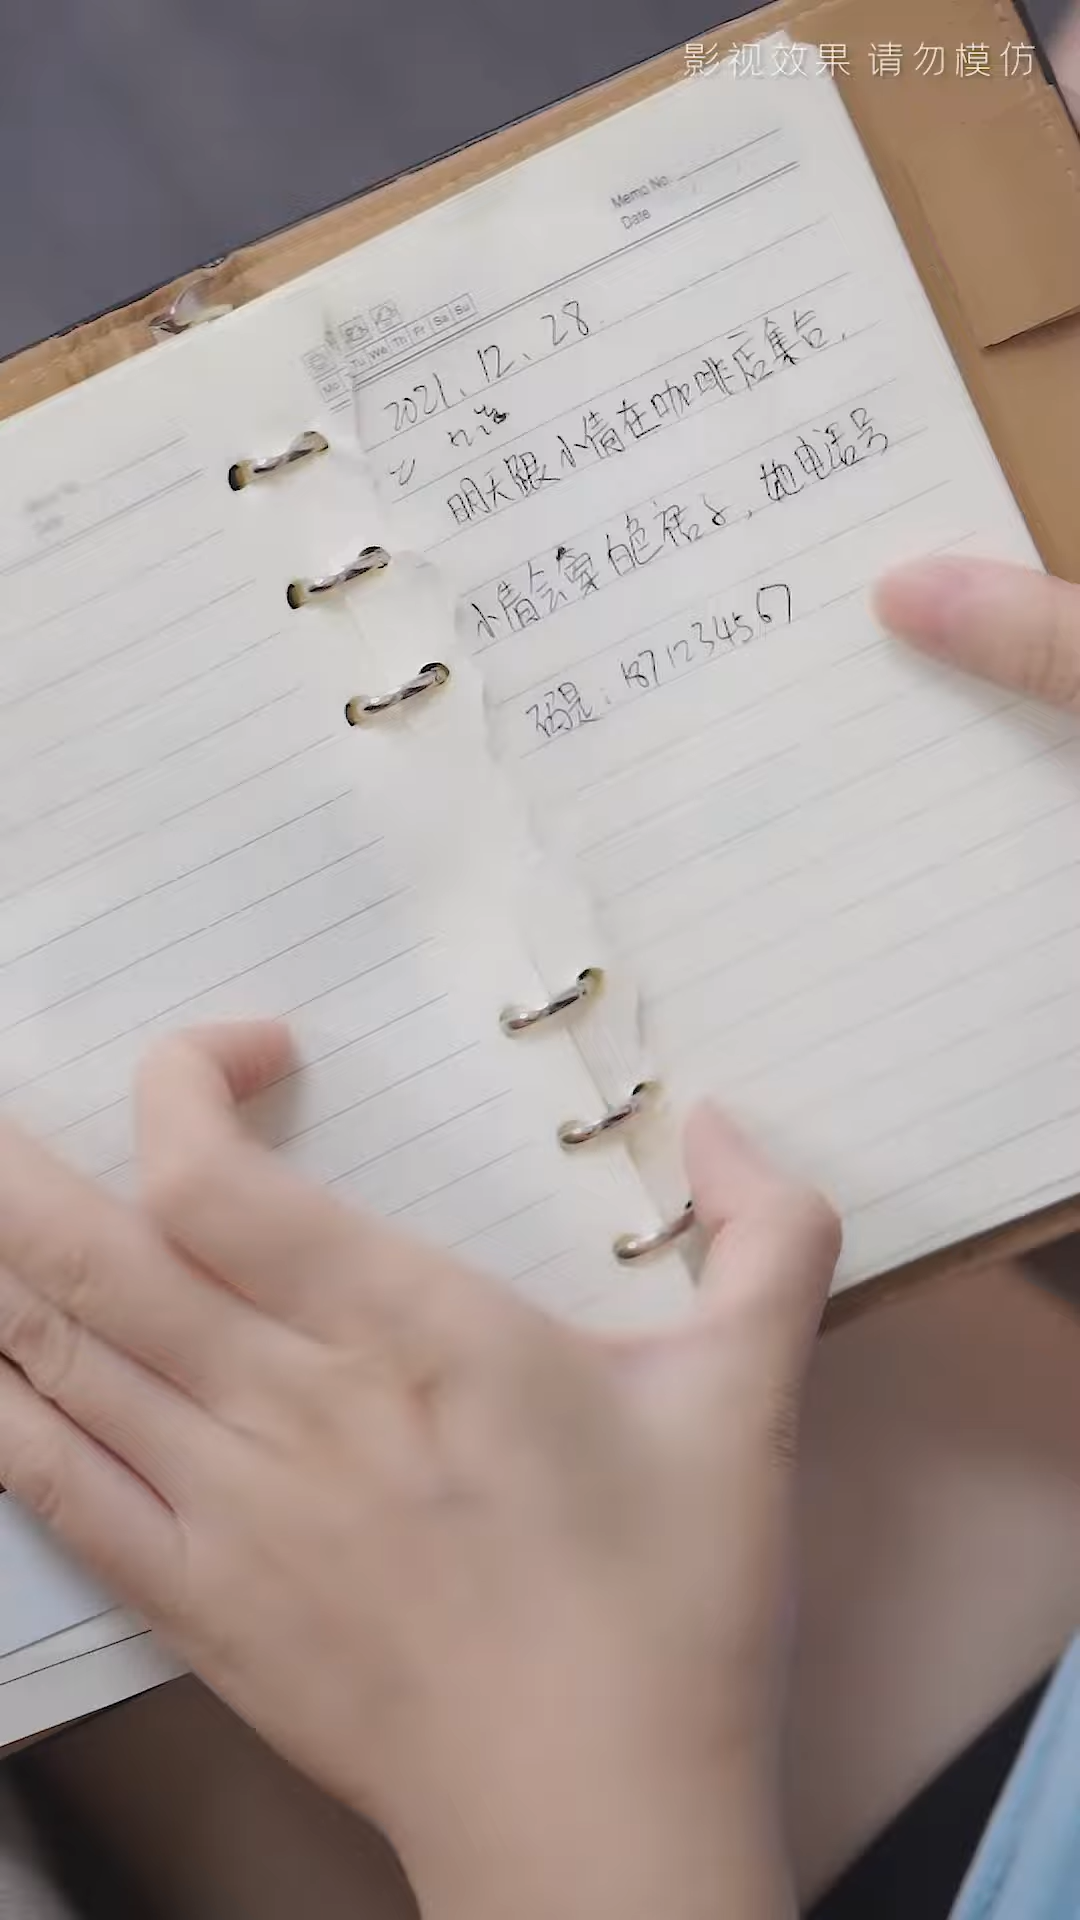 影视效果 请勿模仿
Memo No.
Date
Mo Tu We Th Fr Sa Su
2021.12.28.
明天跟小倩在咖啡店集合,
小倩会穿白色裙子,她电话号
码是:1871234567